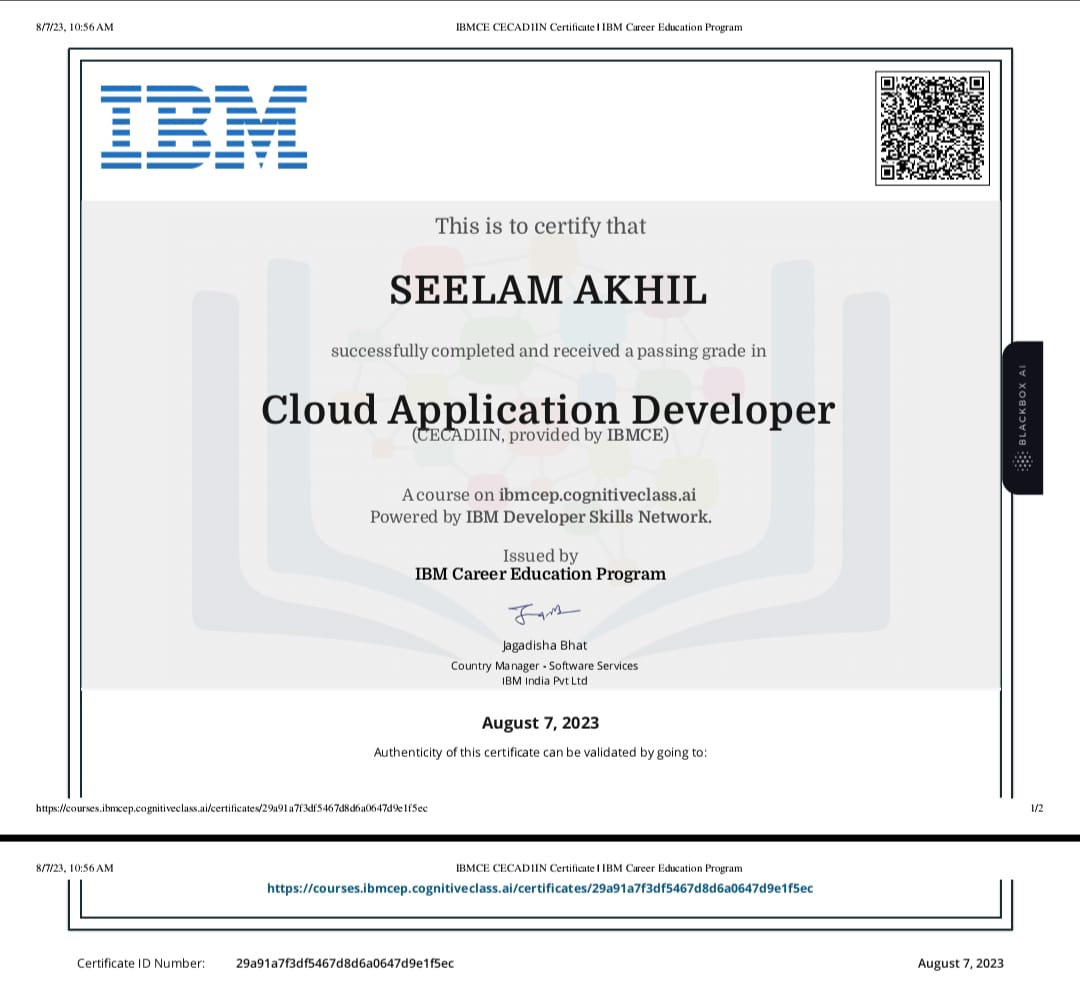 8/7/23, 10:56 AM
IBMCE CECAD1IN Certificate | IBM Career Education Program
IBM
This is to certify that
SEELAM AKHIL
successfully completed and received a passing grade in
Cloud Application Developer
(CECAD1IN, provided by IBMCE)
A course on ibmcep.cognitiveclass.ai
Powered by IBM Developer Skills Network.
BLACKBOX AI
Issued by
IBM Career Education Program
Jagadisha Bhat
Country Manager - Software Services
IBM India Pvt Ltd
August 7, 2023
Authenticity of this certificate can be validated by going to:
https://courses.ibmcep.cognitiveclass.ai/certificates/29a91a7f3df5467d8d6a0647d9e1f5ec
1/2
8/7/23, 10:56 AM
IBMCE CECAD1IN Certificate | IBM Career Education Program
https://courses.ibmcep.cognitiveclass.ai/certificates/29a91a7f3df5467d8d6a0647d9e1f5ec
Certificate ID Number: 29a91a7f3df5467d8d6a0647d9e1f5ec
August 7, 2023